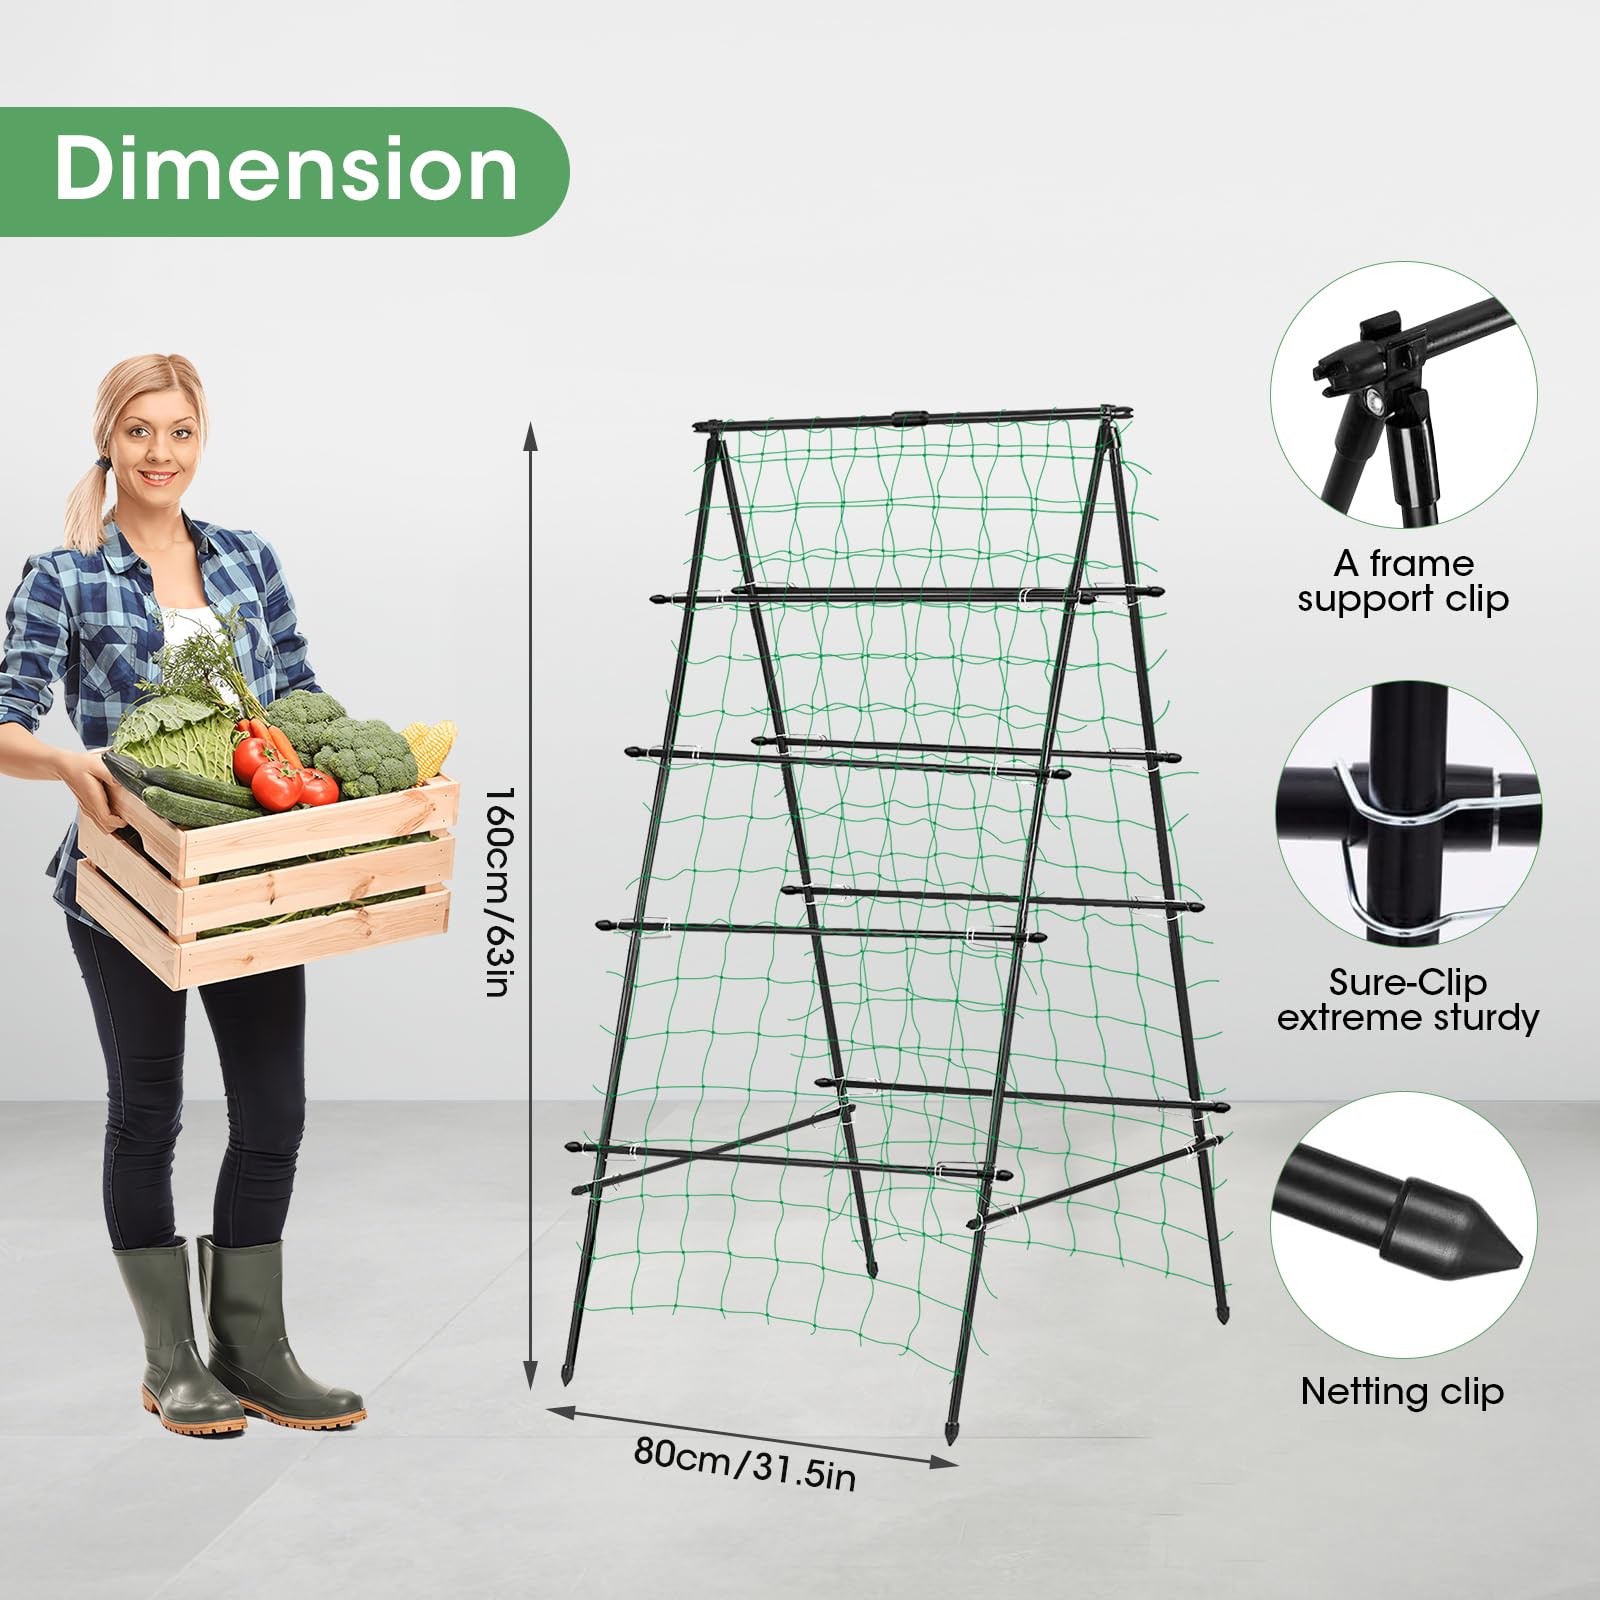 Dimension
160cm/63in
80cm/31.5in
A frame
support clip
Sure-Clip
extreme sturdy
Netting clip